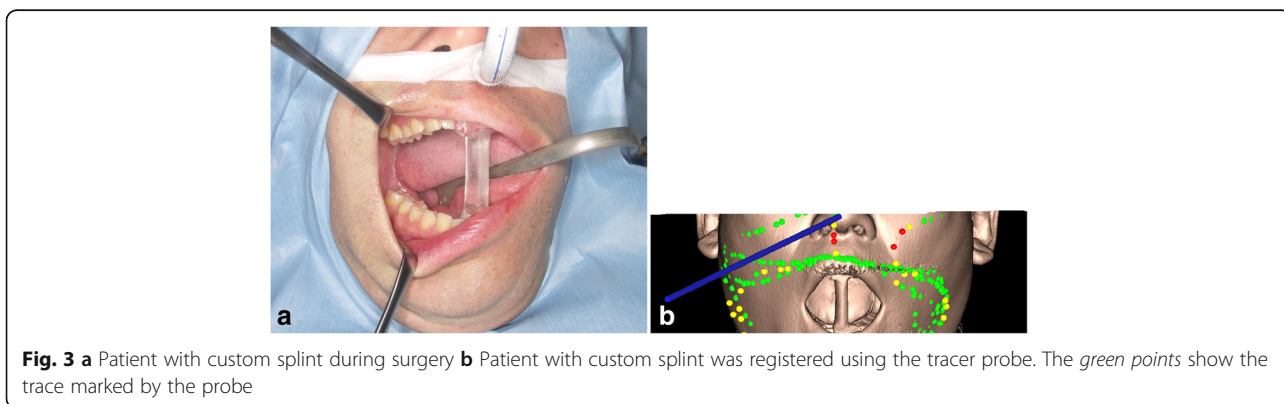 a
b
Fig. 3 a Patient with custom splint during surgery b Patient with custom splint was registered using the tracer probe. The green points show the
trace marked by the probe